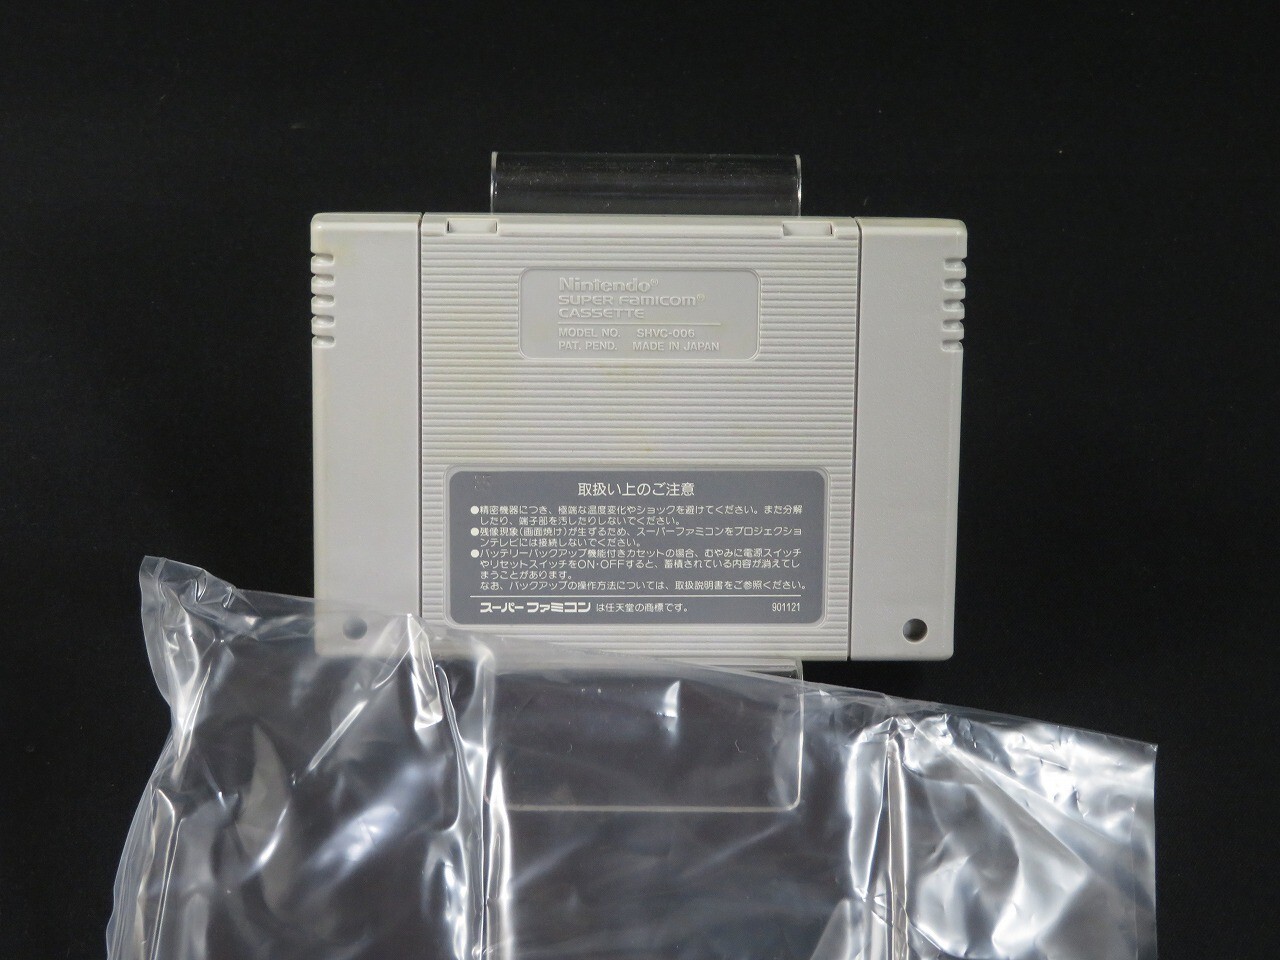 Nintendo®
SUPER FAMICOM®
CASSETTE
MODEL NO. SHVC-006
PAT. PEND. MADE IN JAPAN
取扱い上のご注意
●精密機器につき、極端な温度変化やショックを避けてください。また分解
したり、端子部を汚したりしないでください。
●残像現象(画面焼け)が生ずるため、スーパーファミコンをプロジェクショ
ンテレビには接続しないでください。
●バッテリーバックアップ機能付きカセットの場合、むやみに電源スイッチ
やリセットスイッチをON・OFFすると、蓄積されている内容が消えてし
まうことがあります。
なお、バックアップの操作方法については、取扱説明書をご参照ください。
スーパーファミコン は任天堂の商標です。 901121